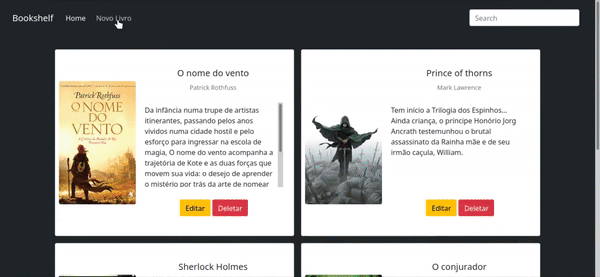 Bookshelf
Home
Novo Livro
Search
O nome do vento
Patrick Rothfuss
Patrick Rothfuss
O NOME
DO
VENTO
Da infância numa trupe de artistas
itinerantes, passando pelos anos
vividos numa cidade hostil e pelo
esforço para ingressar na escola de
magia, O nome do vento acompanha a
trajetória de Kote e as duas forças que
movem sua vida: o desejo de aprender
o mistério por trás da arte de nomear
Editar
Deletar
Prince of thorns
Mark Lawrence
Tem início a Trilogia dos Espinhos...
Ainda criança, o príncipe Honório Jorg
Ancrath testemunhou o brutal
assassinato da Rainha mãe e de seu
irmão caçula, William.
Editar
Deletar
Sherlock Holmes
O conjurador